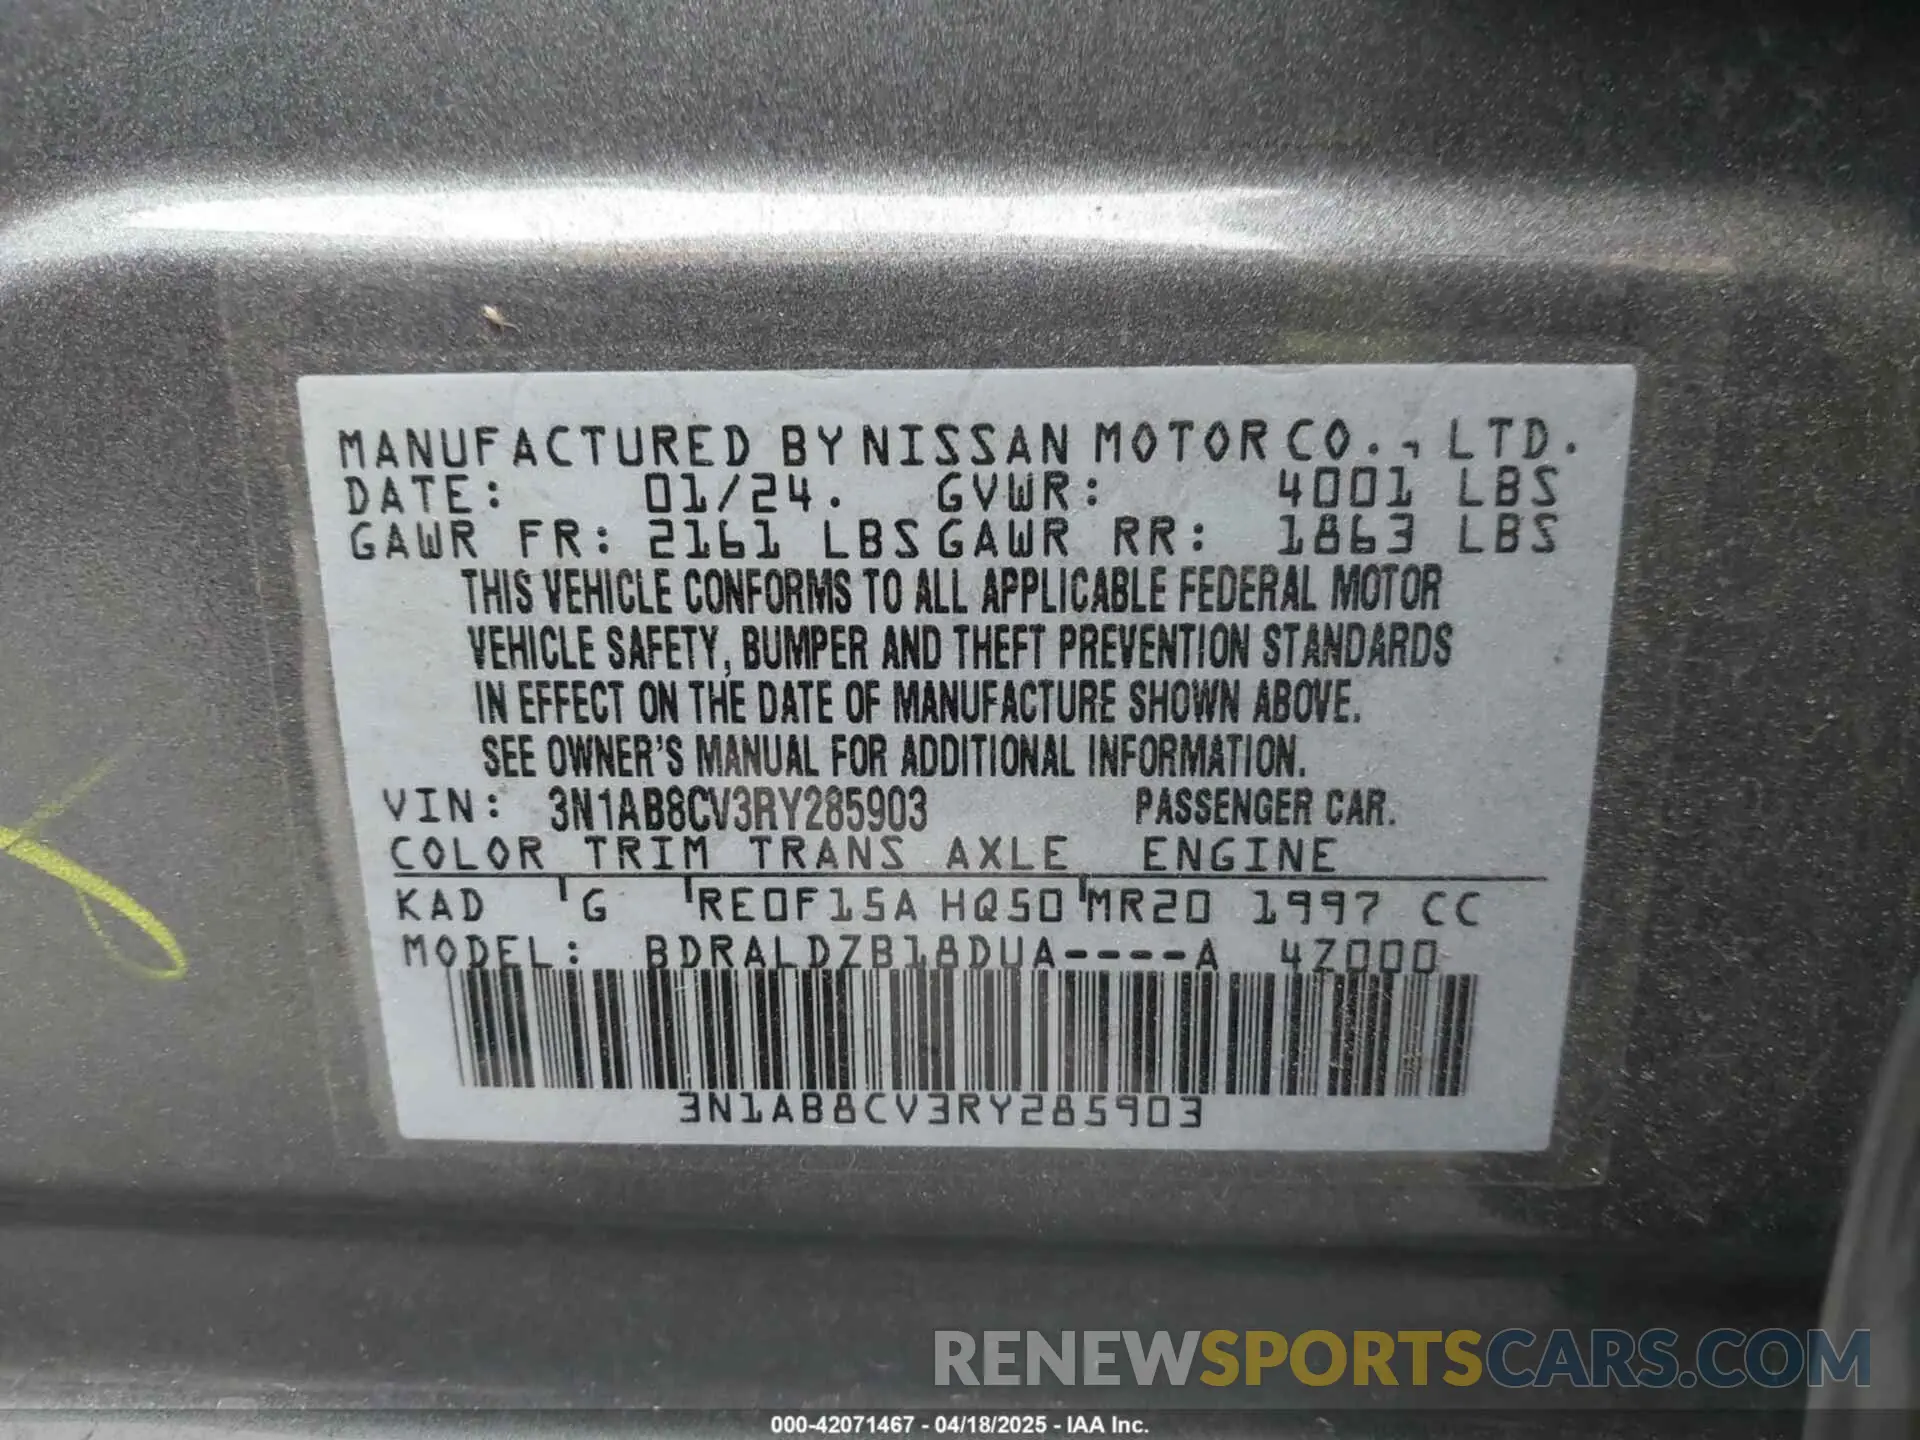 MANUFACTURED BY NISSAN MOTOR CO., LTD.
DATE: 01/24. GVWR: 4001 LBS
GAWR FR: 2161 LBS GAWR RR: 1863 LBS
THIS VEHICLE CONFORMS TO ALL APPLICABLE FEDERAL MOTOR
VEHICLE SAFETY, BUMPER AND THEFT PREVENTION STANDARDS
IN EFFECT ON THE DATE OF MANUFACTURE SHOWN ABOVE.
SEE OWNER'S MANUAL FOR ADDITIONAL INFORMATION.
VIN: 3N1AB8CV3RY285903 PASSENGER CAR.
COLOR TRIM TRANS AXLE ENGINE
KAD G RE0F15A HQ50 MR20 1997 CC
MODEL: BDRALDZB18DUA----A 4Z000
3N1AB8CV3RY285903
RENEWSPORTSCARS.COM
000-42071467 - 04/18/2025 - IAA Inc.